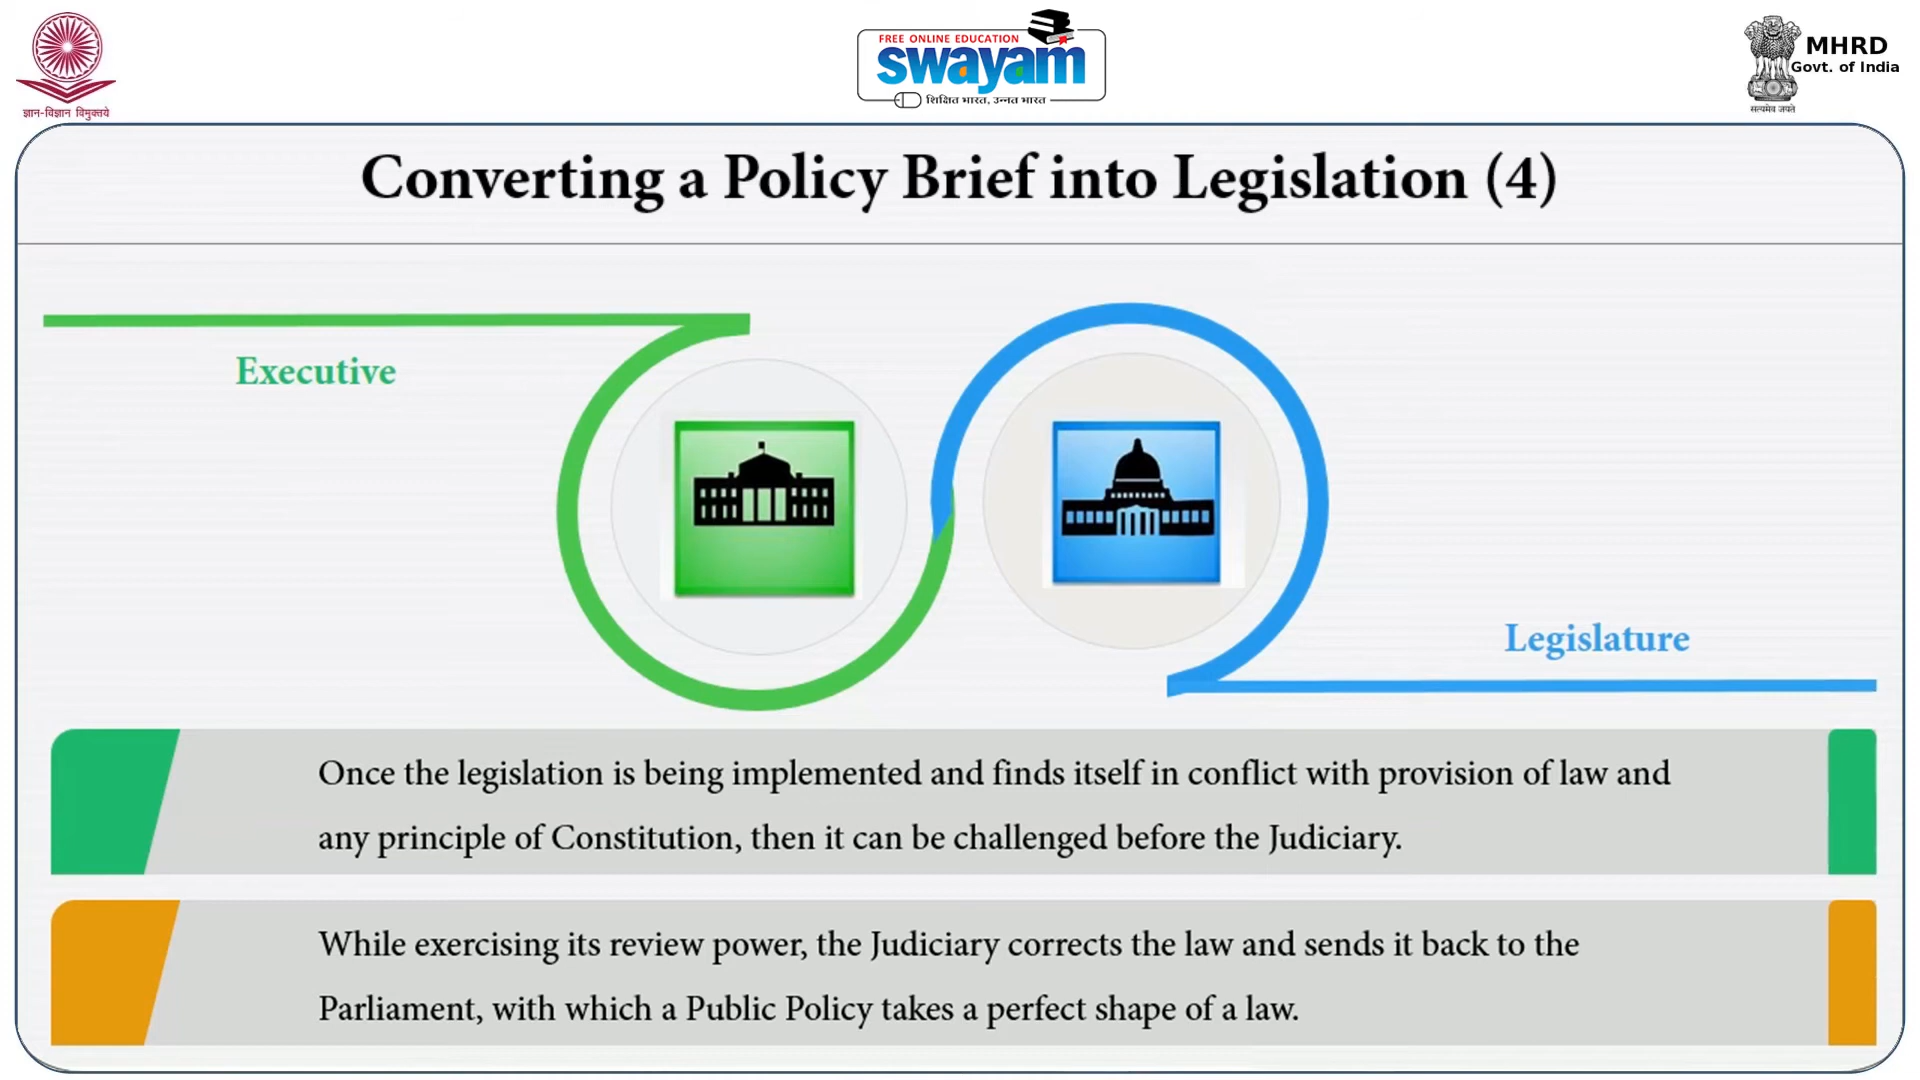 ज्ञान-विज्ञान विमुक्तये
FREE ONLINE EDUCATION
swayam
शिक्षित भारत, उन्नत भारत
MHRD
Govt. of India
सत्यमेव जयते
Converting a Policy Brief into Legislation (4)
Executive
Legislature
Once the legislation is being implemented and finds itself in conflict with provision of law and
any principle of Constitution, then it can be challenged before the Judiciary.
While exercising its review power, the Judiciary corrects the law and sends it back to the
Parliament, with which a Public Policy takes a perfect shape of a law.